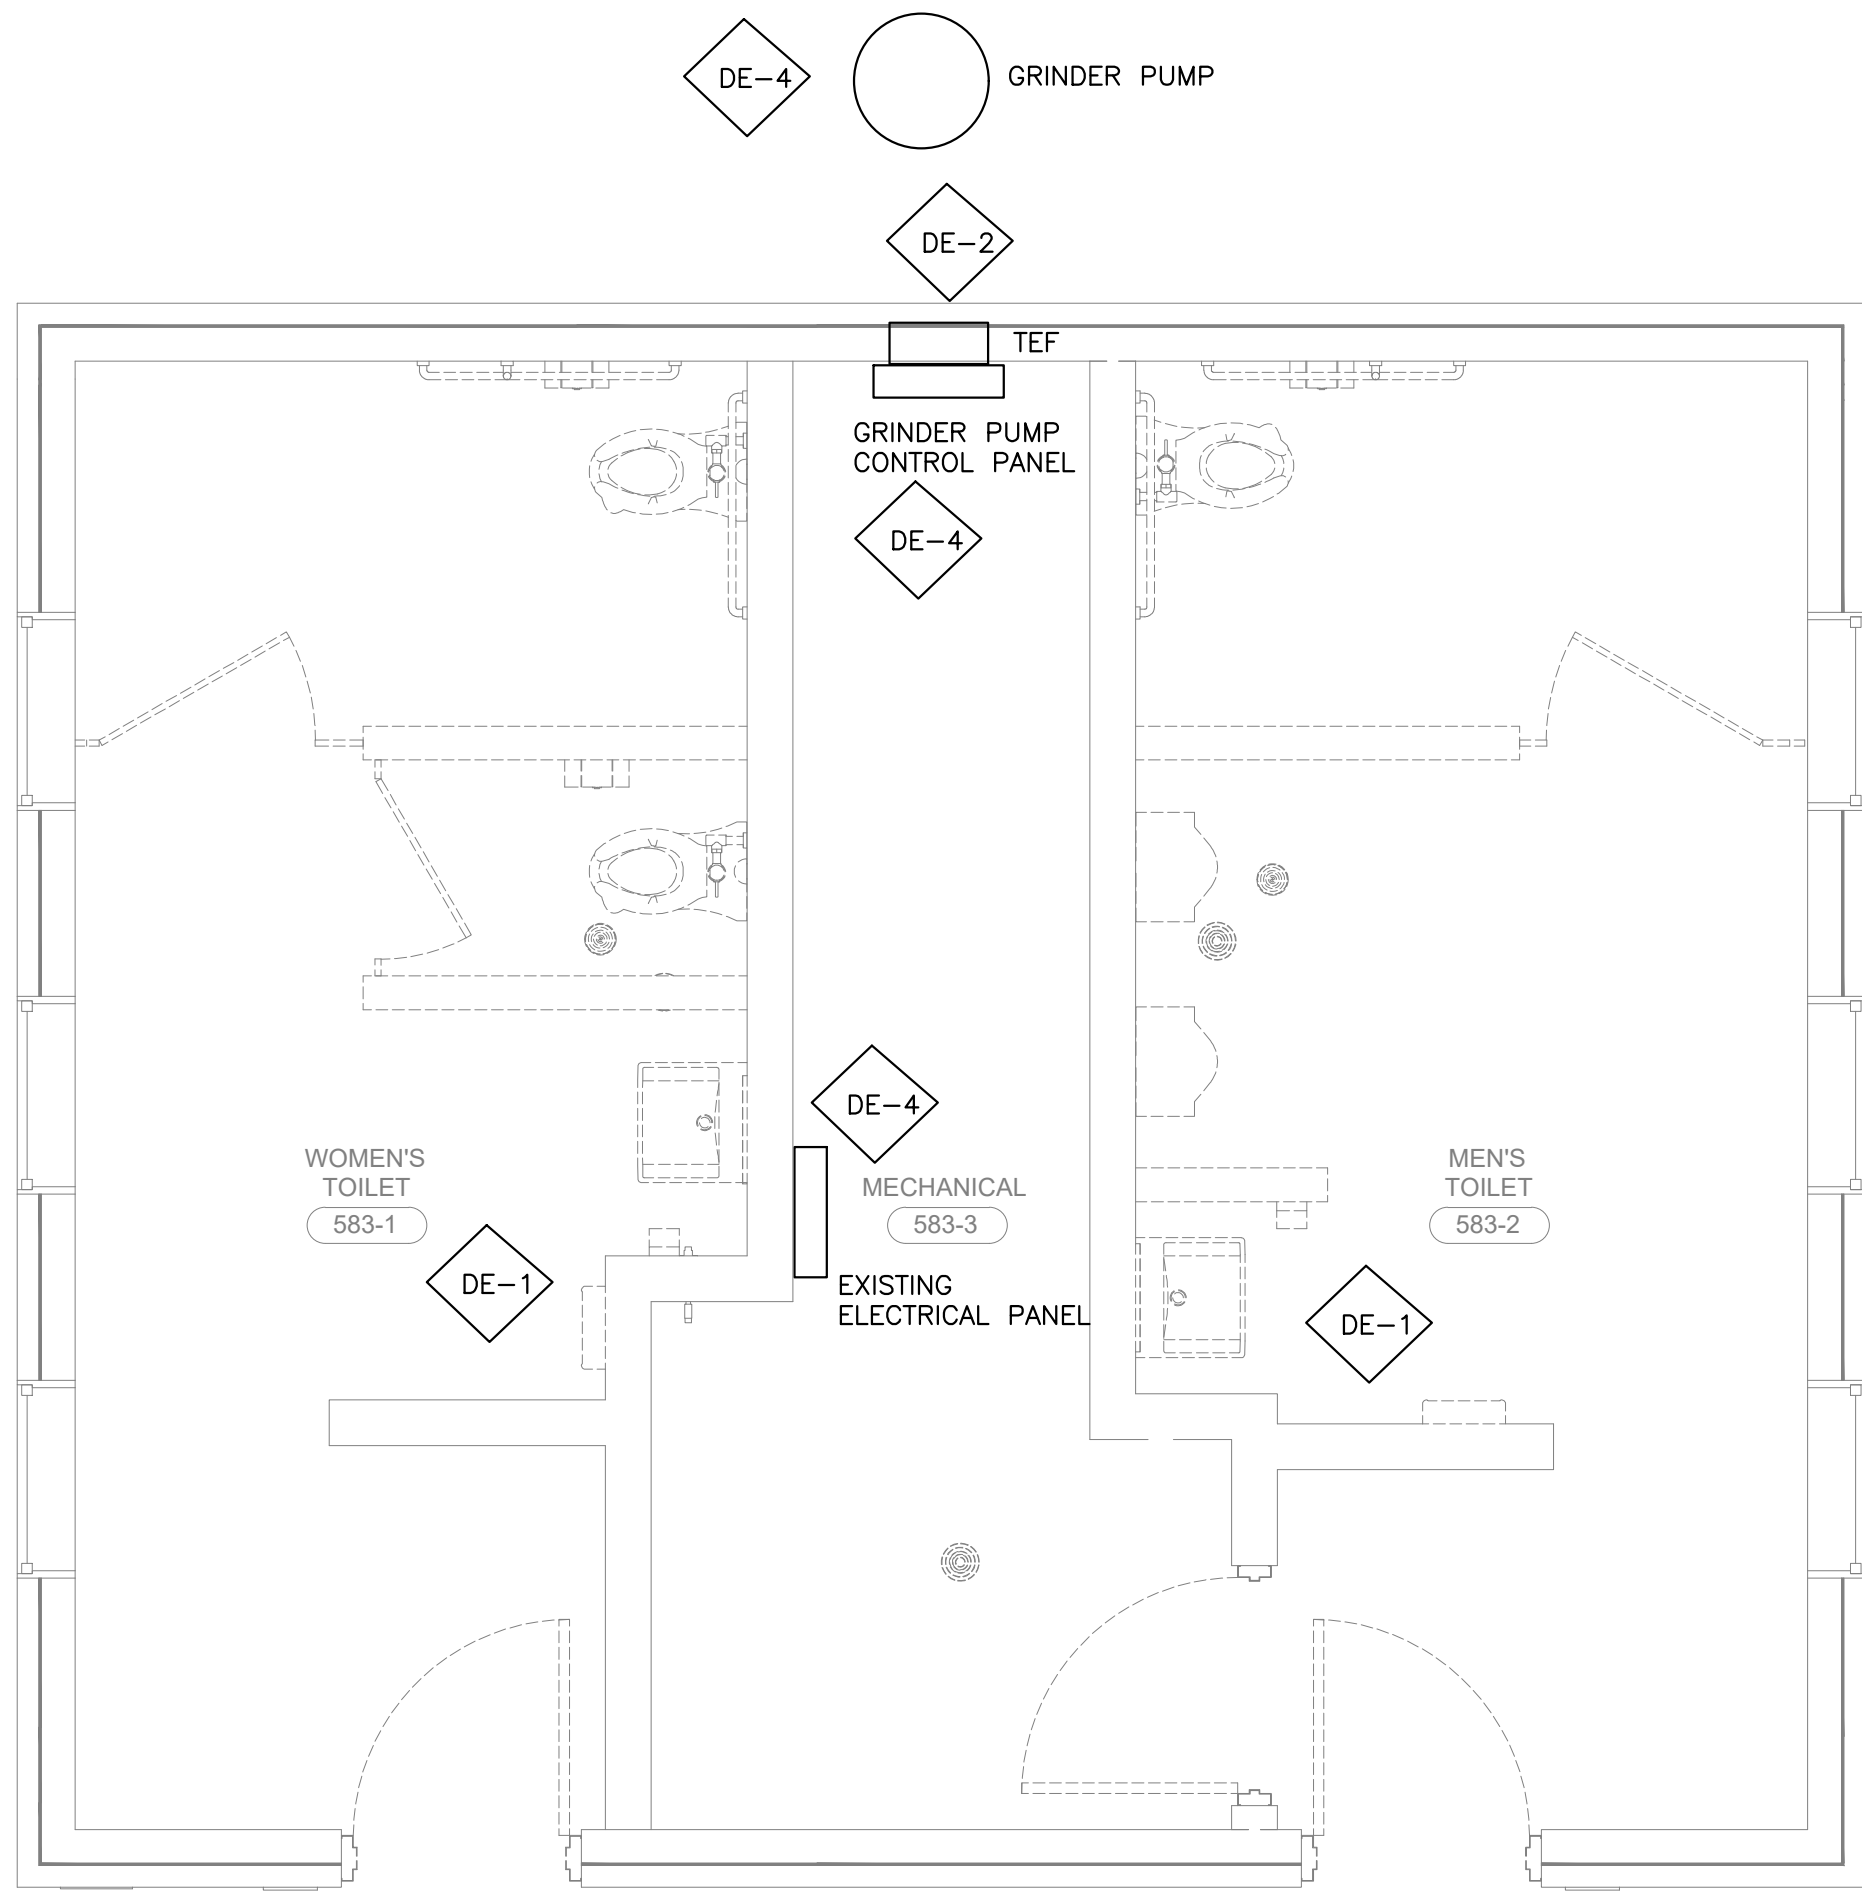 DE-4
GRINDER PUMP
DE-2
TEF
GRINDER PUMP
CONTROL PANEL
DE-4
DE-4
WOMEN'S
TOILET
583-1
MECHANICAL
583-3
MEN'S
TOILET
583-2
DE-1
EXISTING
ELECTRICAL PANEL
DE-1